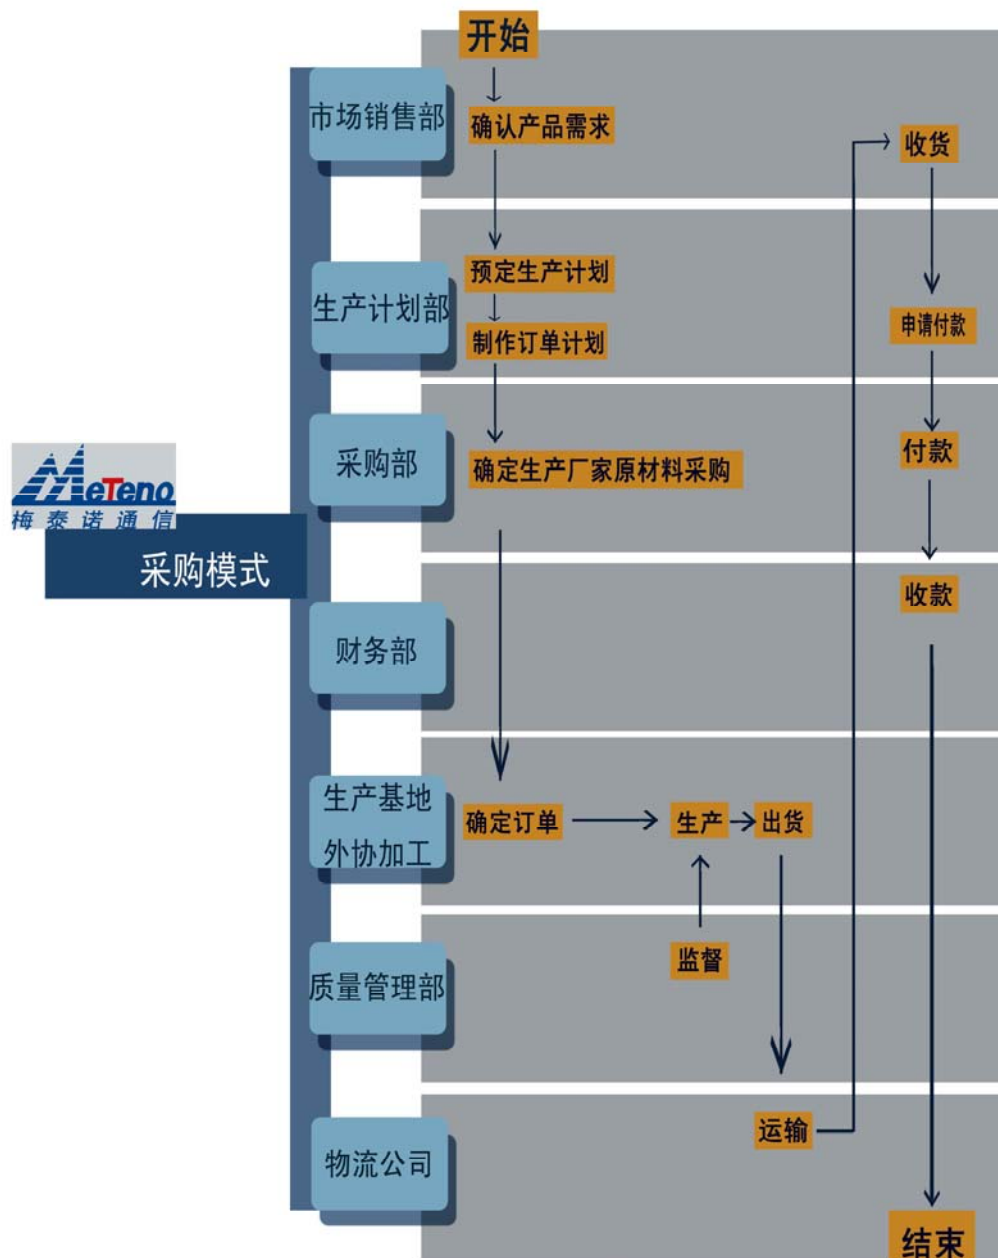 开始
市场销售部
确认产品需求
收货
生产计划部
预定生产计划
制作订单计划
申请付款
采购部
确定生产厂家原材料采购
付款
MeTeno
梅泰诺通信
采购模式
财务部
收款
生产基地
外协加工
确定订单
生产
出货
质量管理部
监督
物流公司
运输
结束